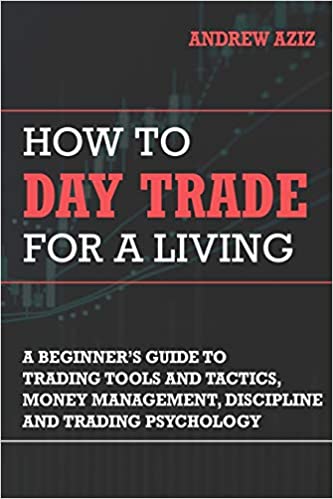 ANDREW AZIZ
HOW TO
DAY TRADE
FOR A LIVING
A BEGINNER'S GUIDE TO
TRADING TOOLS AND TACTICS,
MONEY MANAGEMENT, DISCIPLINE
AND TRADING PSYCHOLOGY